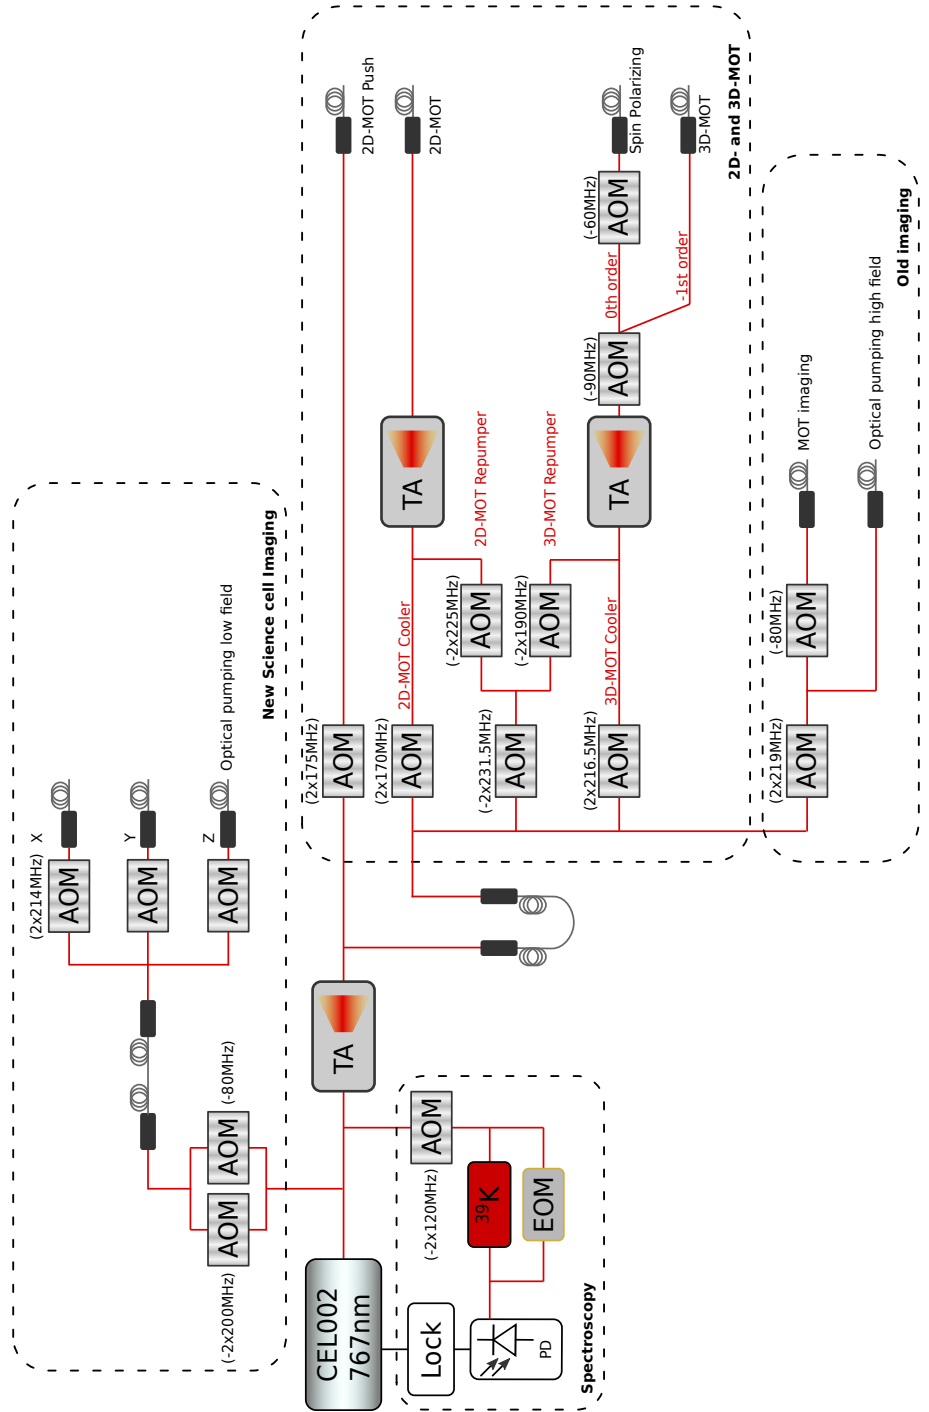 CEL002
767nm
Lock
PD
Spectroscopy
39K
EOM
AOM
(-2x120MHz)
TA
(-2x200MHz)
AOM
AOM
(-80MHz)
(2x214MHz)
AOM
X
AOM
Y
AOM
Z
Optical pumping low field
New Science cell Imaging
(2x175MHz)
AOM
2D-MOT Push
(2x170MHz)
AOM
2D-MOT Cooler
TA
2D-MOT
(-2x231.5MHz)
AOM
(-2x225MHz)
AOM
2D-MOT Repumper
(-2x190MHz)
AOM
3D-MOT Repumper
(2x216.5MHz)
AOM
3D-MOT Cooler
TA
(-90MHz)
AOM
0th order
-1st order
(-60MHz)
AOM
Spin Polarizing
3D-MOT
2D- and 3D-MOT
(2x219MHz)
AOM
(-80MHz)
AOM
MOT imaging
Optical pumping high field
Old imaging